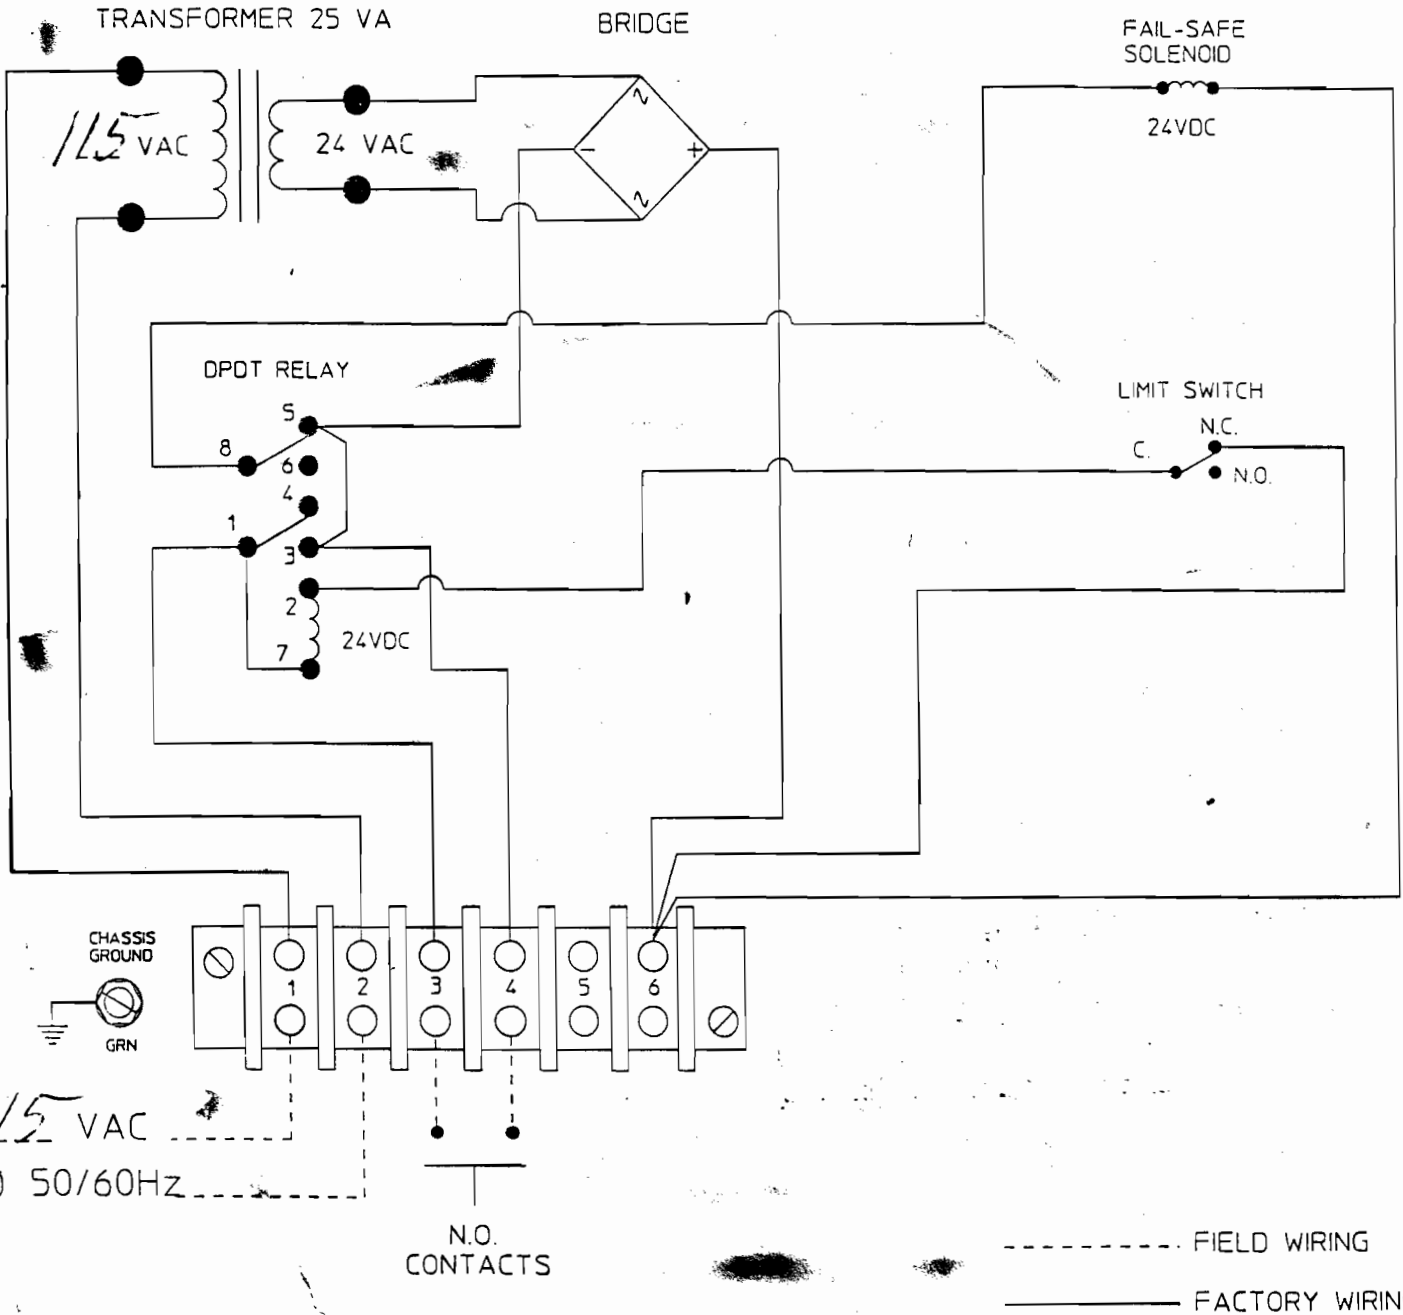 TRANSFORMER 25 VA
BRIDGE
FAIL-SAFE
SOLENOID
115 VAC
24 VAC
~
- +
~
24VDC
DPDT RELAY
LIMIT SWITCH
N.C.
C.
N.O.
5
8
6
4
1
3
2
7
24VDC
CHASSIS
GROUND
GRN
1 2 3 4 5 6
15 VAC
50/60Hz
N.O.
CONTACTS
FIELD WIRING
FACTORY WIRIN